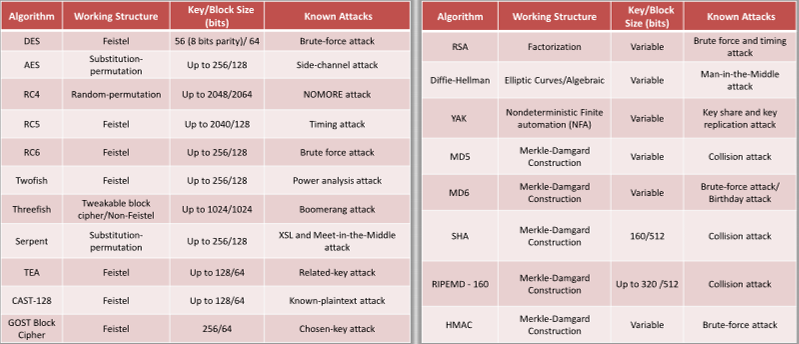 Algorithm Working Structure Key/Block Size (bits) Known Attacks
DES Feistel 56 (8 bits parity)/ 64 Brute-force attack
AES Substitution-permutation Up to 256/128 Side-channel attack
RC4 Random-permutation Up to 2048/2064 NOMORE attack
RC5 Feistel Up to 2040/128 Timing attack
RC6 Feistel Up to 256/128 Brute force attack
Twofish Feistel Up to 256/128 Power analysis attack
Threefish Tweakable block cipher/Non-Feistel Up to 1024/1024 Boomerang attack
Serpent Substitution-permutation Up to 256/128 XSL and Meet-in-the-Middle attack
TEA Feistel Up to 128/64 Related-key attack
CAST-128 Feistel Up to 128/64 Known-plaintext attack
GOST Block Cipher Feistel 256/64 Chosen-key attack
Algorithm Working Structure Key/Block Size (bits) Known Attacks
RSA Factorization Variable Brute force and timing attack
Diffie-Hellman Elliptic Curves/Algebraic Variable Man-in-the-Middle attack
YAK Nondeterministic Finite automation (NFA) Variable Key share and key replication attack
MD5 Merkle-Damgard Construction Variable Collision attack
MD6 Merkle-Damgard Construction Variable Brute-force attack/ Birthday attack
SHA Merkle-Damgard Construction 160/512 Collision attack
RIPEMD - 160 Merkle-Damgard Construction Up to 320 /512 Collision attack
HMAC Merkle-Damgard Construction Variable Brute-force attack